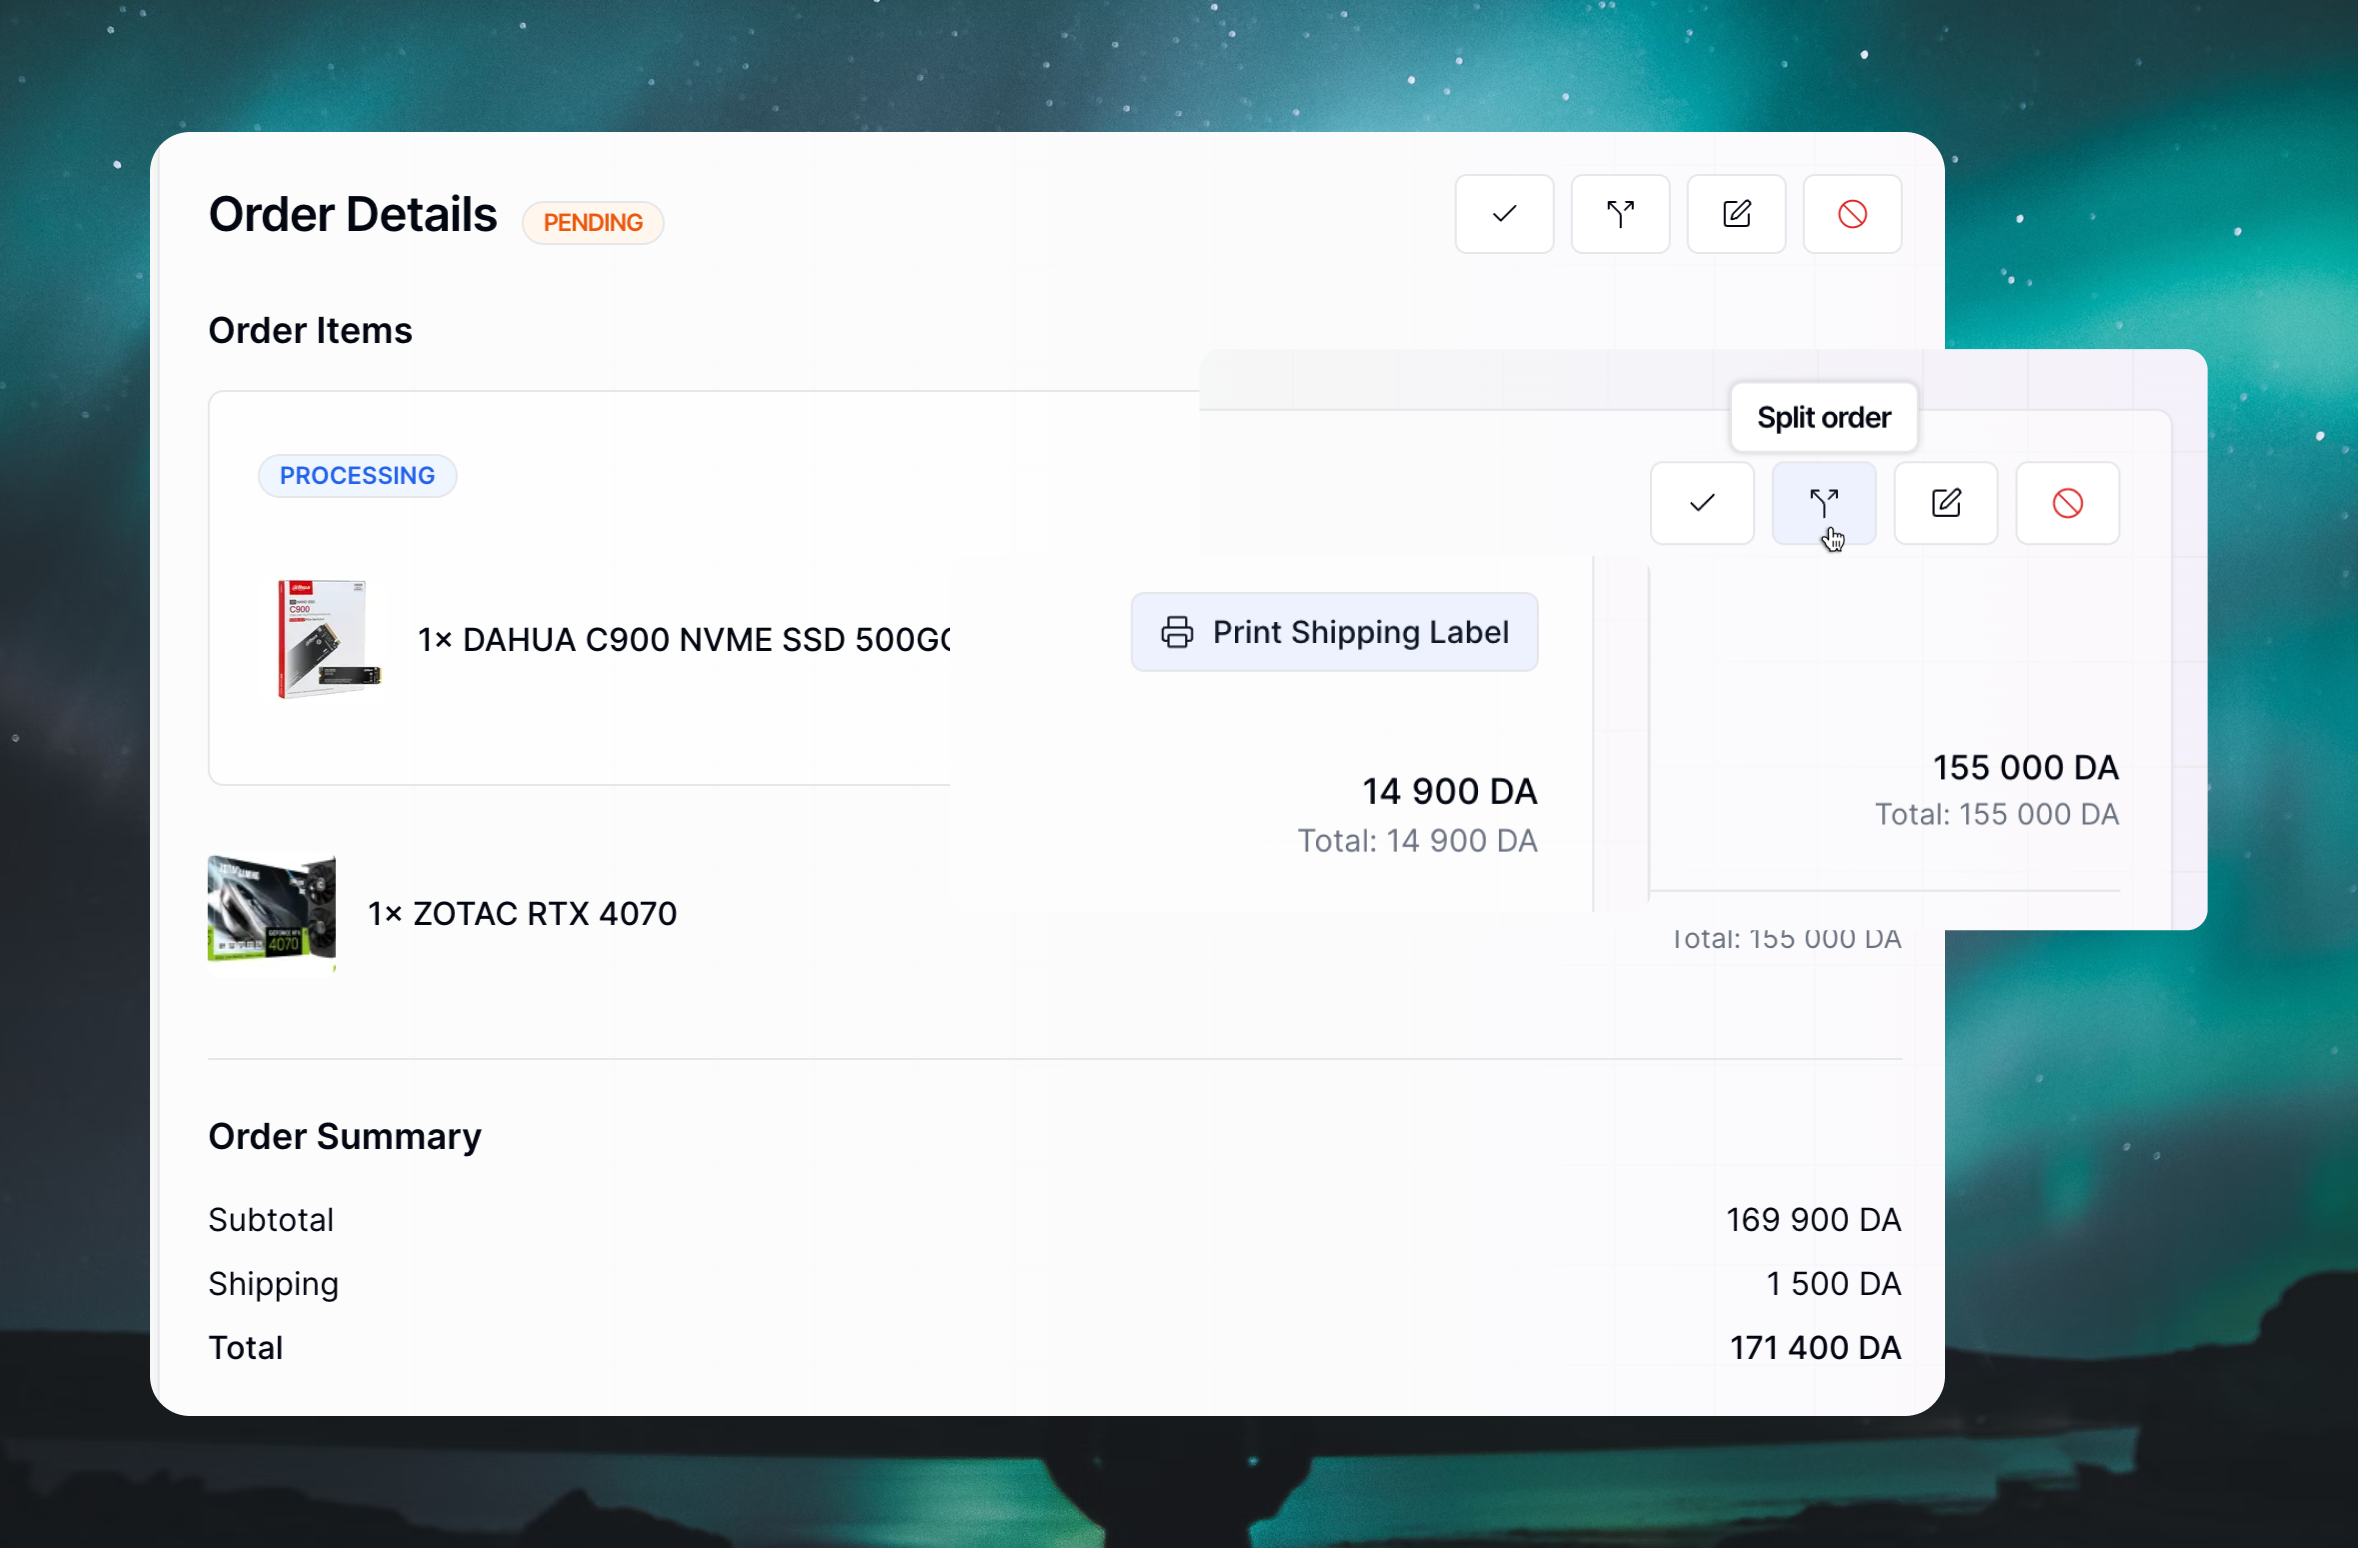 Order Details
PENDING
Order Items
Split order
PROCESSING
C900
1× DAHUA C900 NVME SSD 500G
Print Shipping Label
14 900 DA
Total: 14 900 DA
155 000 DA
Total: 155 000 DA
4070
1× ZOTAC RTX 4070
Total: 155 000 DA
Order Summary
Subtotal
169 900 DA
Shipping
1 500 DA
Total
171 400 DA